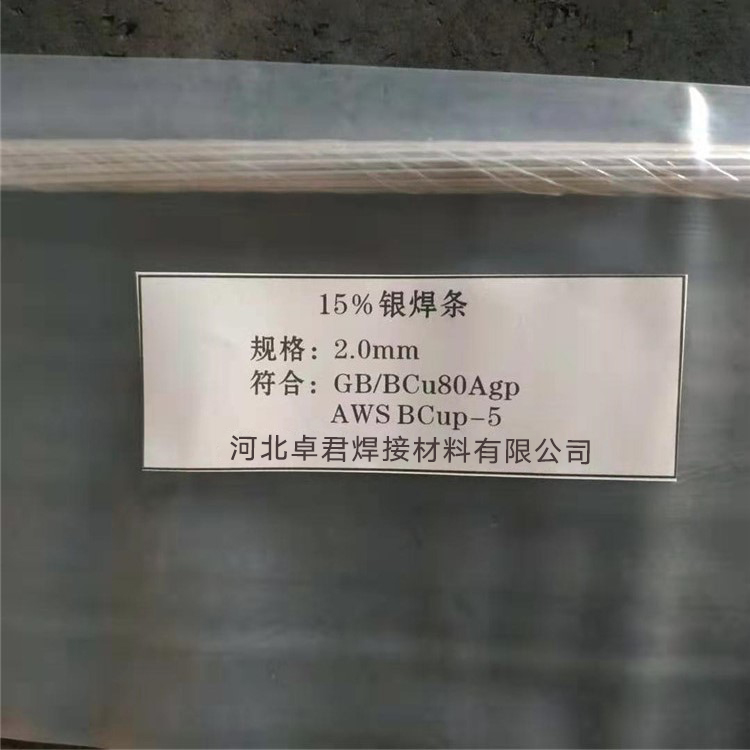 15%银焊条
规格：2.0mm
符合：GB/BCu80Agp
AWS BCup-5
河北卓君焊接材料有限公司